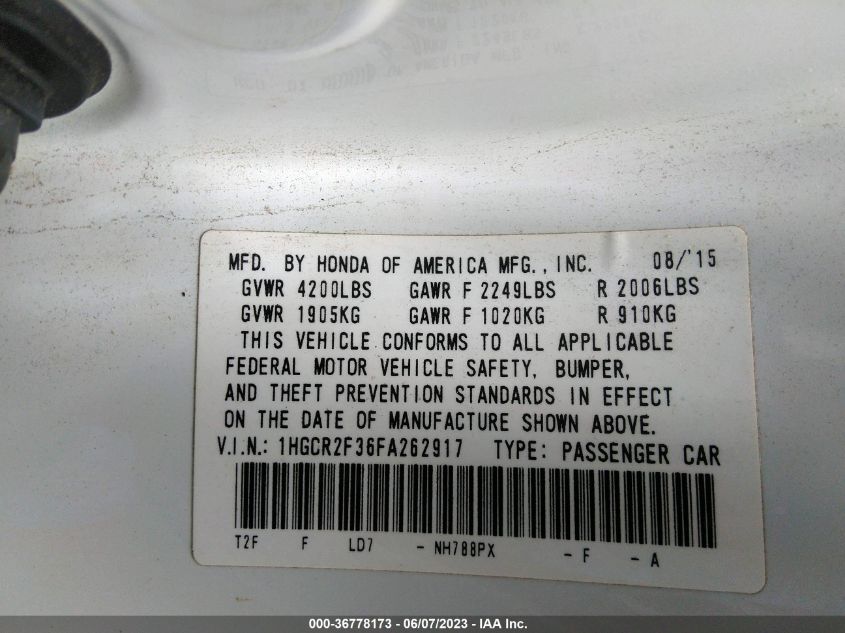 MFD. BY HONDA OF AMERICA MFG., INC. 08/'15
GVWR 4200LBS GAWR F 2249LBS R 2006LBS
GVWR 1905KG GAWR F 1020KG R 910KG
THIS VEHICLE CONFORMS TO ALL APPLICABLE
FEDERAL MOTOR VEHICLE SAFETY, BUMPER,
AND THEFT PREVENTION STANDARDS IN EFFECT
ON THE DATE OF MANUFACTURE SHOWN ABOVE.
V.I.N.: 1HGCR2F36FA262917 TYPE: PASSENGER CAR
T2F F LD7 - NH788PX - F - A
000-36778173 - 06/07/2023 - IAA Inc.